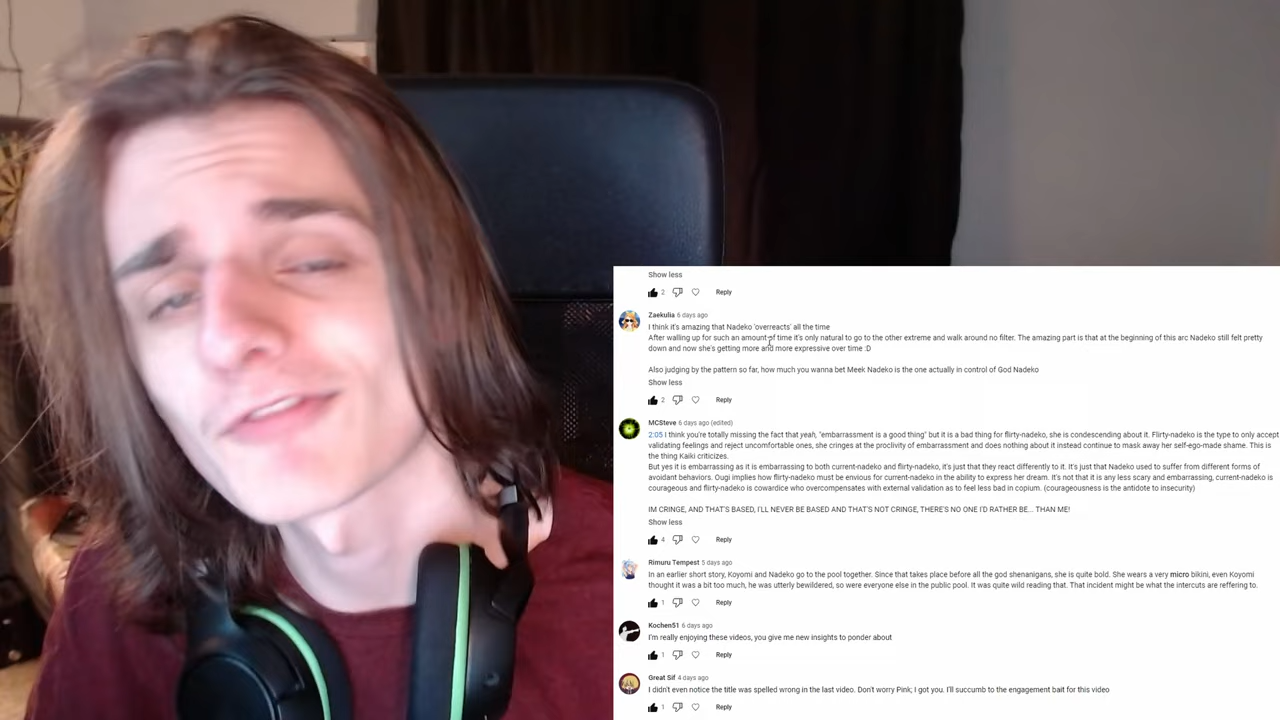 Show less
2 Reply
Zaekulia 6 days ago
I think it's amazing that Nadeko 'overreacts' all the time
After walling up for such an amount of time it's only natural to go to the other extreme and walk around no filter. The amazing part is that at the beginning of this arc Nadeko still felt pretty
down and now she's getting more and more expressive over time :D
Also judging by the pattern so far, how much you wanna bet Meek Nadeko is the one actually in control of God Nadeko
Show less
2 Reply
MCSteve 6 days ago (edited)
2:05 I think you're totally missing the fact that yeah, "embarrassment is a good thing" but it is a bad thing for flirty-nadeko, she is condescending about it. Flirty-nadeko is the type to only accept
validating feelings and reject uncomfortable ones, she cringes at the proclivity of embarrassment and does nothing about it instead continue to mask away her self-ego-made shame. This is
the thing Kaiki criticizes.
But yes it is embarrassing as it is embarrassing to both current-nadeko and flirty-nadeko, it's just that they react differently to it. It's just that Nadeko used to suffer from different forms of
avoidant behaviors. Ougi implies how flirty-nadeko must be envious for current-nadeko in the ability to express her dream. It's not that it is any less scary and embarrassing, current-nadeko is
courageous and flirty-nadeko is cowardice who overcompensates with external validation as to feel less bad in copium. (courageousness is the antidote to insecurity)
IM CRINGE, AND THAT'S BASED, I'LL NEVER BE BASED AND THAT'S NOT CRINGE, THERE'S NO ONE I'D RATHER BE... THAN ME!
Show less
4 Reply
Rimuru Tempest 5 days ago
In an earlier short story, Koyomi and Nadeko go to the pool together. Since that takes place before all the god shenanigans, she is quite bold. She wears a very micro bikini, even Koyomi
thought it was a bit too much, he was utterly bewildered, so were everyone else in the public pool. It was quite wild reading that. That incident might be what the intercuts are reffering to.
1 Reply
Kochen51 6 days ago
I'm really enjoying these videos, you give me new insights to ponder about
1 Reply
Great Sif 4 days ago
I didn't even notice the title was spelled wrong in the last video. Don't worry Pink; I got you. I'll succumb to the engagement bait for this video
1 Reply